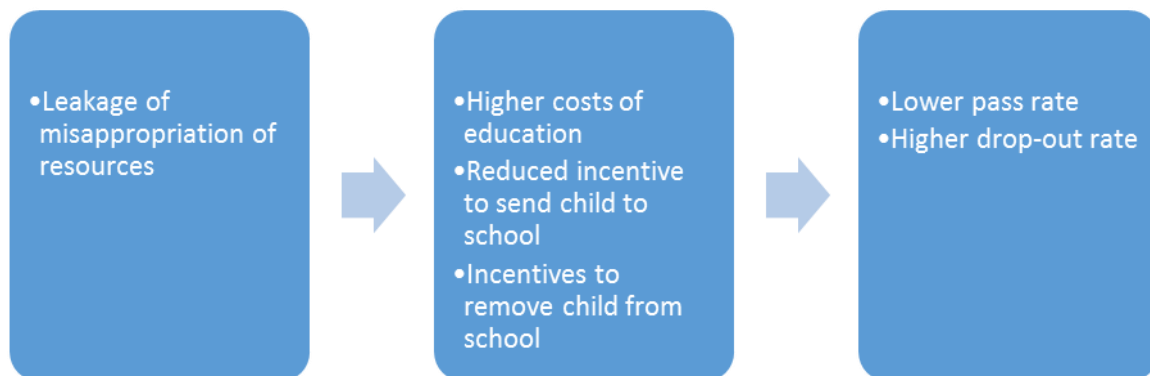 •Leakage of
misappropriation of
resources
•Higher costs of
education
•Reduced incentive
to send child to
school
•Incentives to
remove child from
school
•Lower pass rate
•Higher drop-out rate